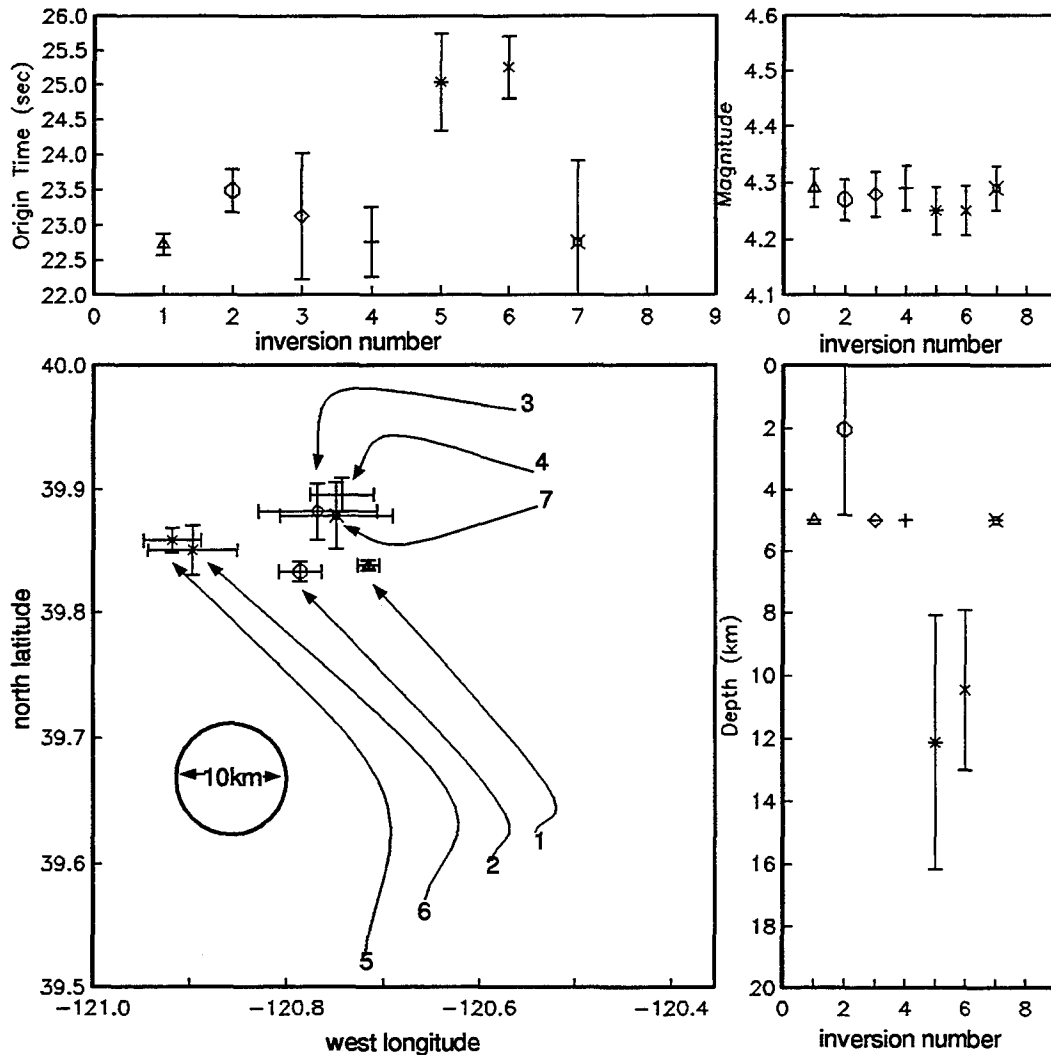 Origin Time (sec)
26.0
25.5
25.0
24.5
24.0
23.5
23.0
22.5
22.0
0 1 2 3 4 5 6 7 8 9
inversion number
Magnitude
4.6
4.4
4.3
4.2
4.1
0 2 4 6 8
inversion number
north latitude
40.0
39.9
39.8
39.7
39.6
39.5
3
4
7
10km
1
2
6
5
-121.0 -120.8 -120.6 -120.4
west longitude
Depth (km)
0
2
4
6
8
10
12
14
16
18
20
0 2 4 6 8
inversion number